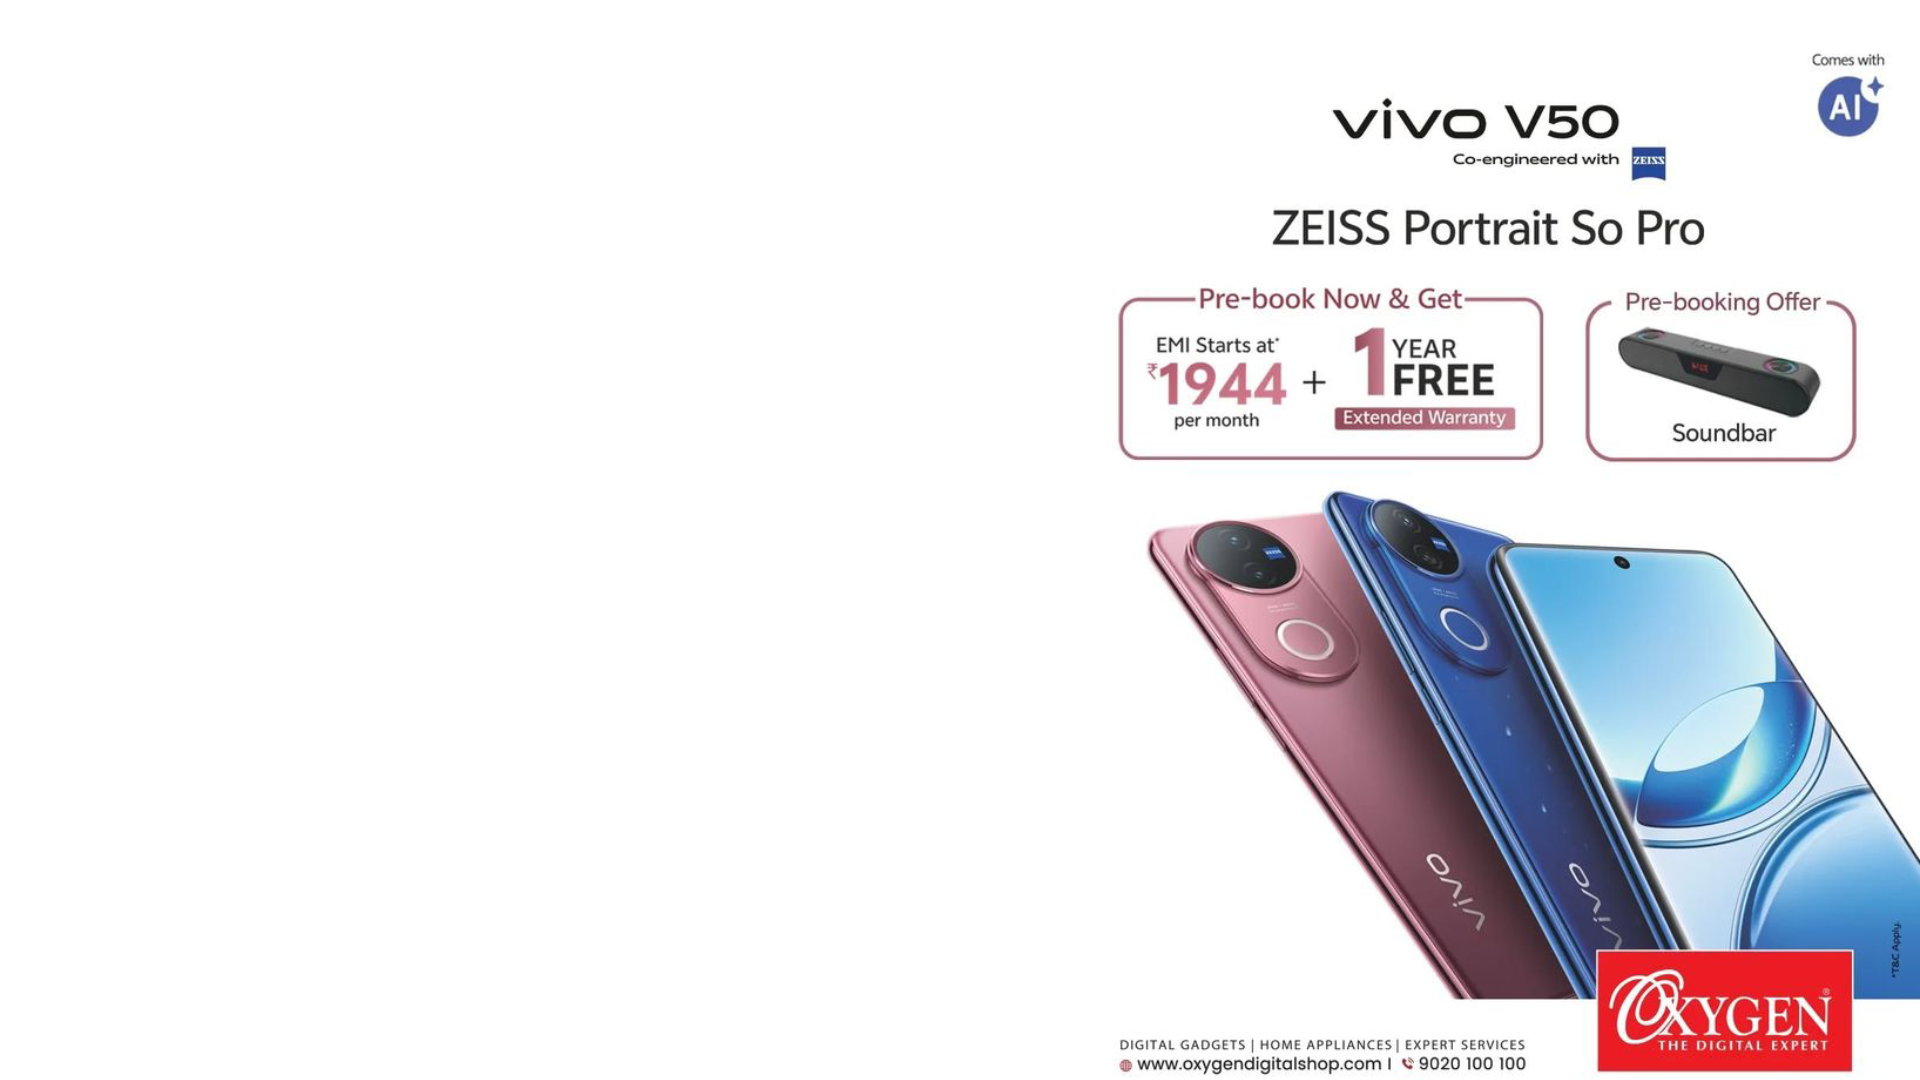 Comes with
AI
vivo V50
Co-engineered with ZEISS
ZEISS Portrait So Pro
Pre-book Now & Get
EMI Starts at*
₹1944
per month
+
1 YEAR
FREE
Extended Warranty
Pre-booking Offer
Soundbar
ZEISS
ZEISS
vivo
vivo
*T&C Apply.
OXYGEN®
THE DIGITAL EXPERT
DIGITAL GADGETS | HOME APPLIANCES | EXPERT SERVICES
www.oxygendigitalshop.com | 9020 100 100